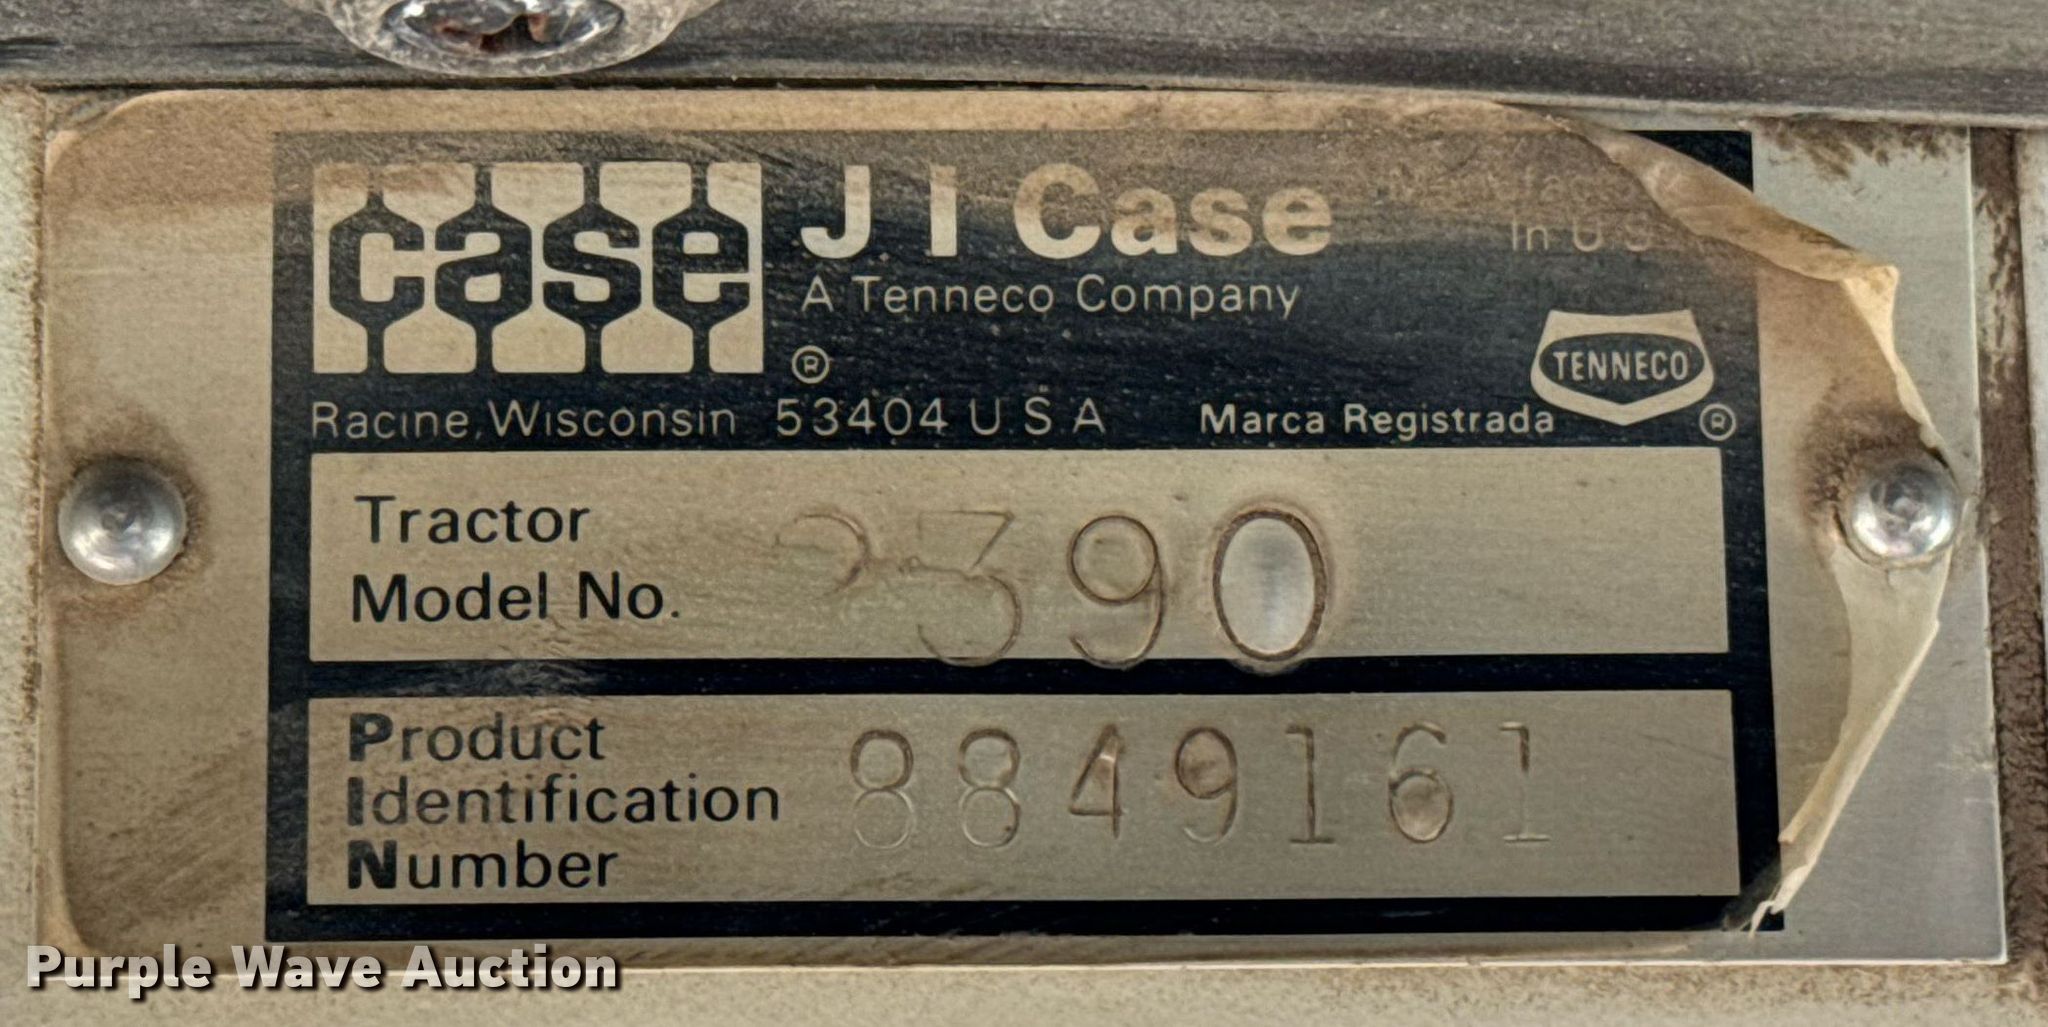 case
J I Case
A Tenneco Company
®
In U S
TENNECO
®
Racine, Wisconsin 53404 U.S.A
Marca Registrada
Tractor
Model No.
2390
Product
Identification
Number
8849161
Purple Wave Auction